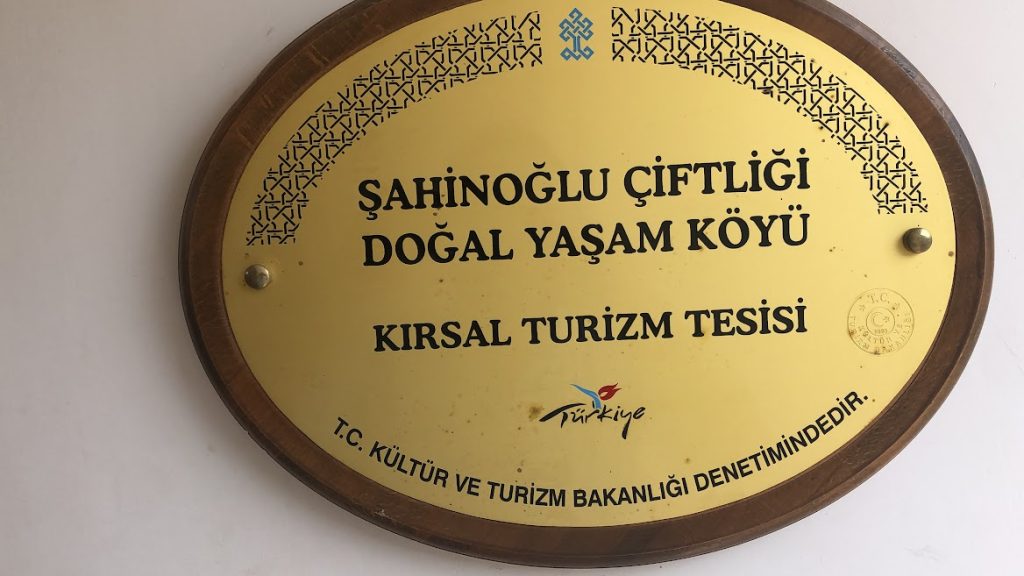 ŞAHİNOĞLU ÇİFTLİĞİ
DOĞAL YAŞAM KÖYÜ
KIRSAL TURİZM TESİSİ
T.C.
Türkiye
T.C. KÜLTÜR VE TURİZM BAKANLIĞI DENETİMİNDEDİR.